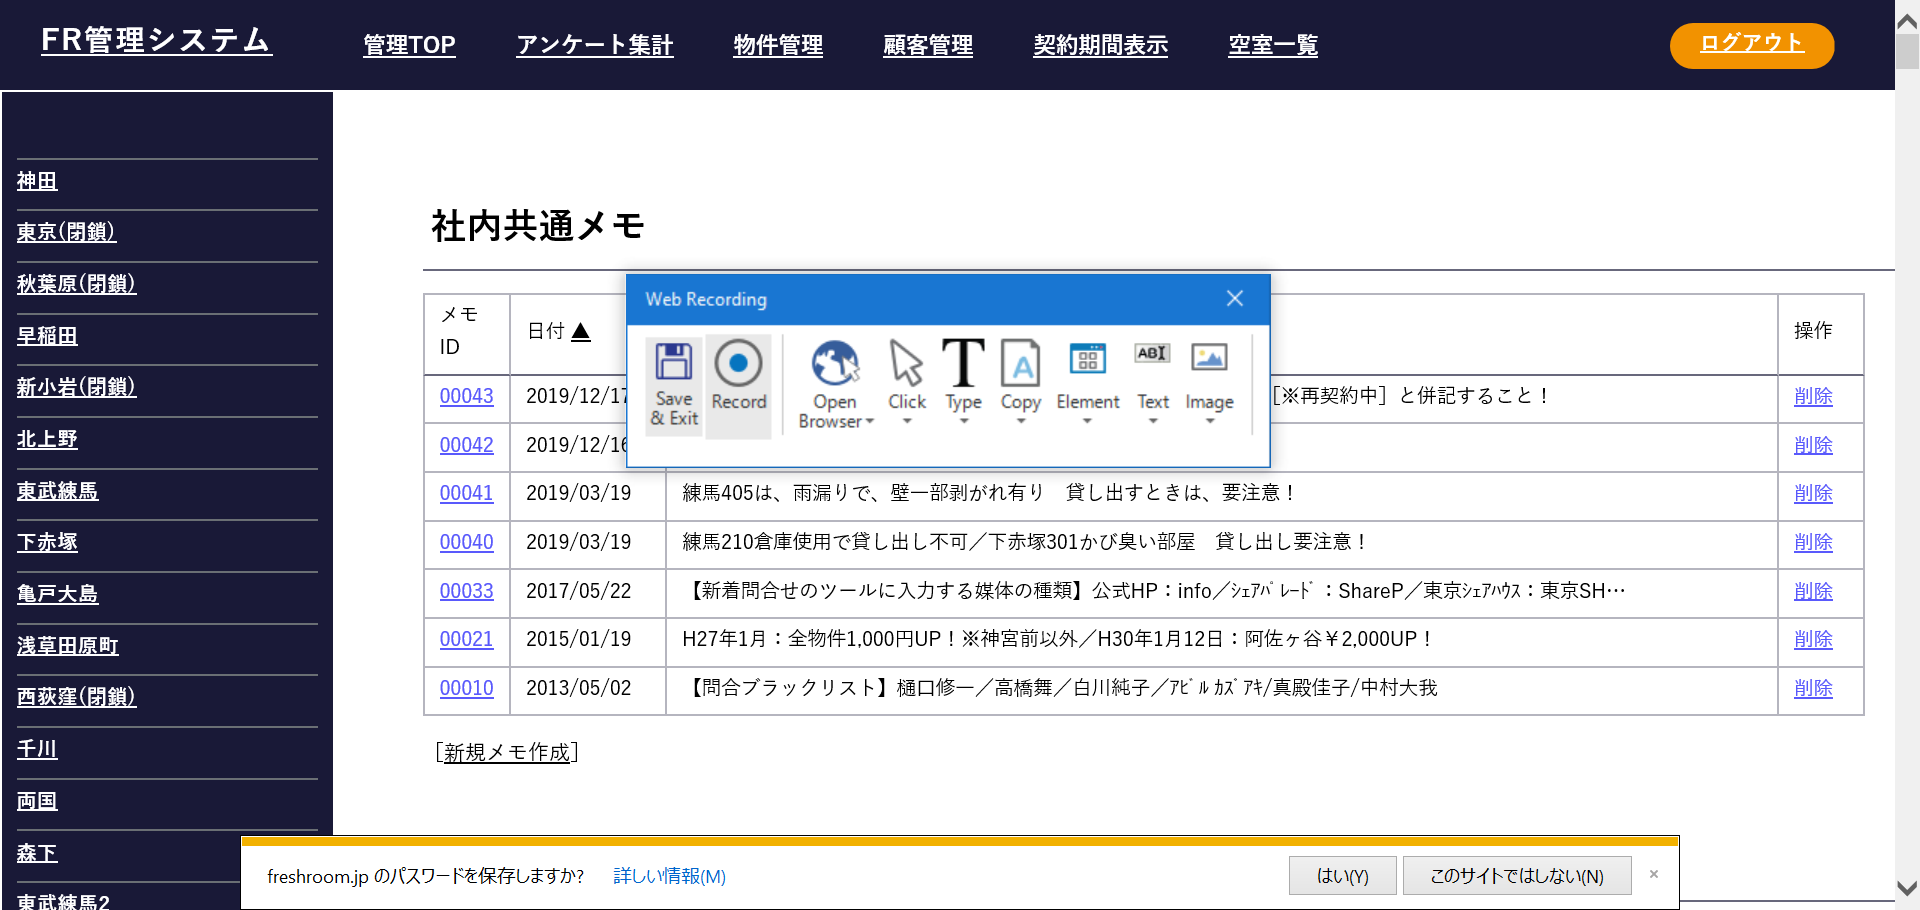 FR管理システム
管理TOP
アンケート集計
物件管理
顧客管理
契約期間表示
空室一覧
ログアウト
神田
東京(閉鎖)
秋葉原(閉鎖)
早稲田
新小岩(閉鎖)
北上野
東武練馬
下赤塚
亀戸大島
浅草田原町
西荻窪(閉鎖)
千川
両国
森下
東武練馬2
社内共通メモ
メモ
ID
日付 ▲
操作
00043 2019/12/17 [※再契約中] と併記すること！ 削除
00042 2019/12/16 削除
00041 2019/03/19 練馬405は、雨漏りで、壁一部剥がれ有り　貸し出すときは、要注意！ 削除
00040 2019/03/19 練馬210倉庫使用で貸し出し不可／下赤塚301かび臭い部屋　貸し出し要注意！ 削除
00033 2017/05/22 【新着問合せのツールに入力する媒体の種類】公式HP：info／ｼｪｱﾊﾟﾚｰﾄﾞ：ShareP／東京ｼｪｱﾊｳｽ：東京SH… 削除
00021 2015/01/19 H27年1月：全物件1,000円UP！※神宮前以外／H30年1月12日：阿佐ヶ谷￥2,000UP！ 削除
00010 2013/05/02 【問合ブラックリスト】樋口修一／高橋舞／白川純子／ｱﾋﾞﾙ ｶｽﾞｱｷ/真殿佳子/中村大我 削除
[新規メモ作成]
Web Recording
Save
& Exit
Record
Open
Browser
Click
Type
Copy
Element
ABI
Text
Image
freshroom.jp のパスワードを保存しますか?
詳しい情報(M)
はい(Y)
このサイトではしない(N)
×